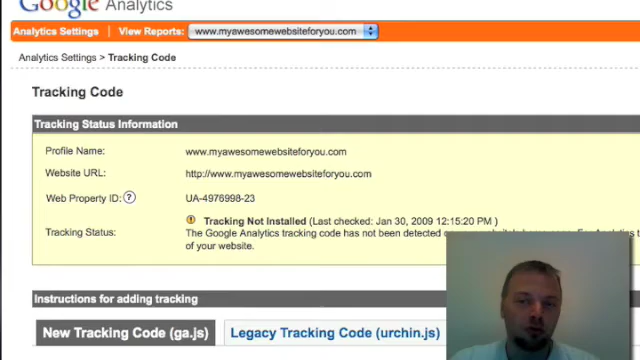 Google Analytics
Analytics Settings | View Reports: www.myawesomewebsiteforyou.com
Analytics Settings > Tracking Code
Tracking Code
Tracking Status Information
Profile Name: www.myawesomewebsiteforyou.com
Website URL: http://www.myawesomewebsiteforyou.com
Web Property ID: ? UA-4976998-23
Tracking Not Installed (Last checked: Jan 30, 2009 12:15:20 PM )
Tracking Status: The Google Analytics tracking code has not been detected
of your website.
Instructions for adding tracking
New Tracking Code (ga.js) Legacy Tracking Code (urchin.js)